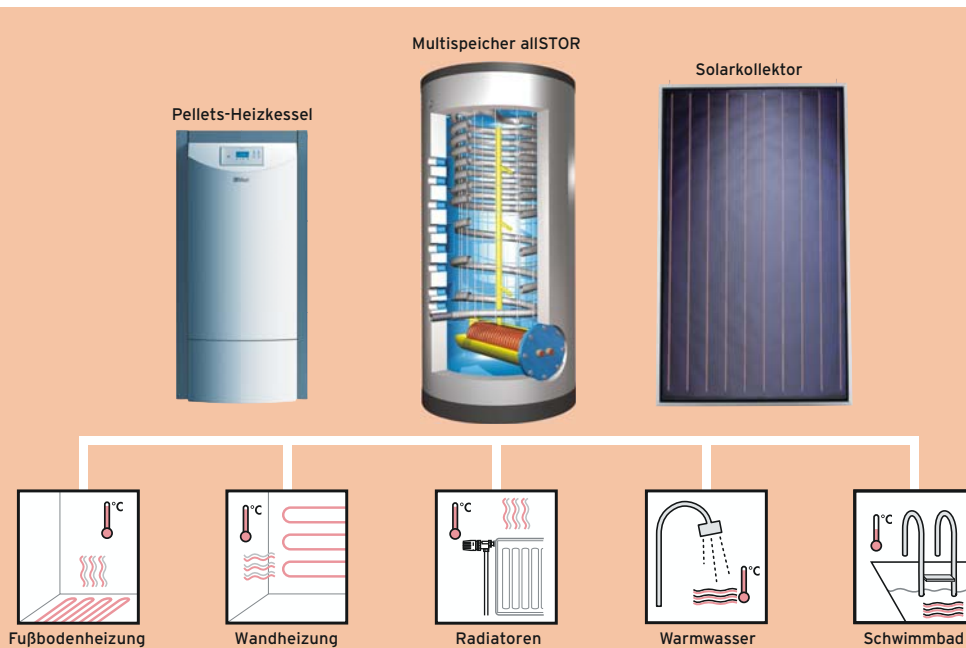 Multispeicher allSTOR
Solarkollektor
Pellets-Heizkessel
°C
°C
°C
°C
°C
Fußbodenheizung
Wandheizung
Radiatoren
Warmwasser
Schwimmbad